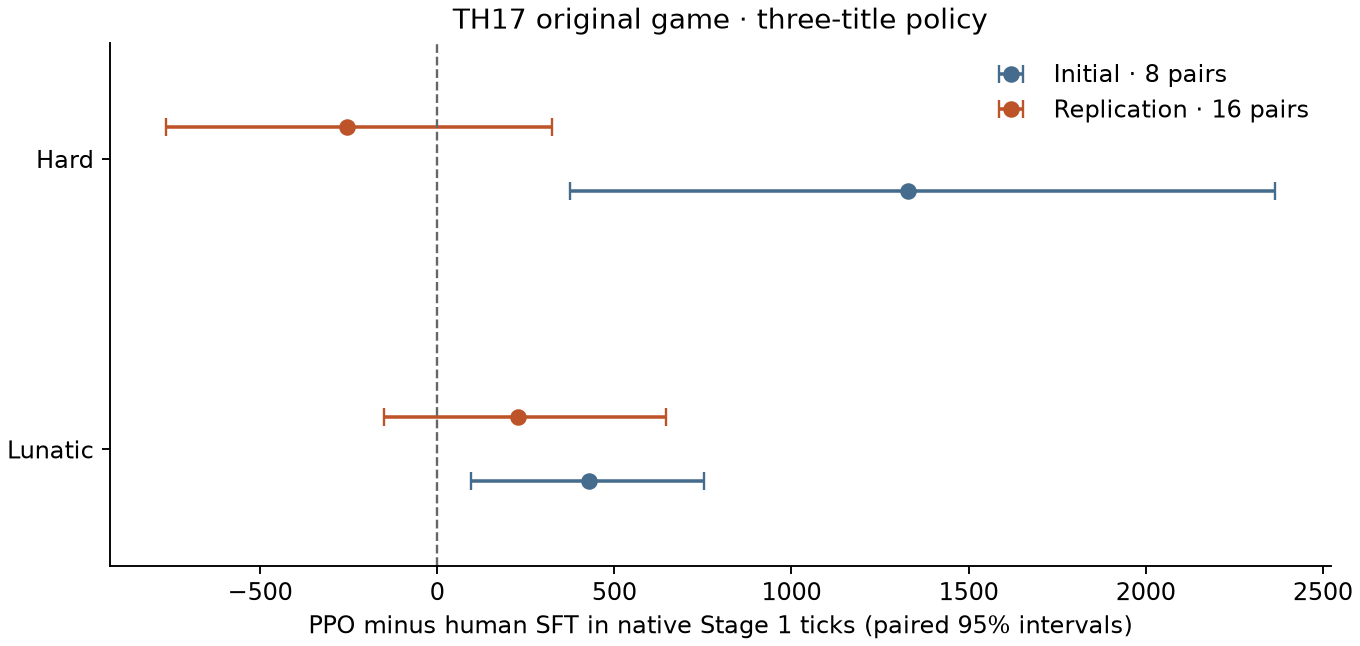 TH17 original game · three-title policy
Initial · 8 pairs
Replication · 16 pairs
Hard
Lunatic
−500 0 500 1000 1500 2000 2500
PPO minus human SFT in native Stage 1 ticks (paired 95% intervals)